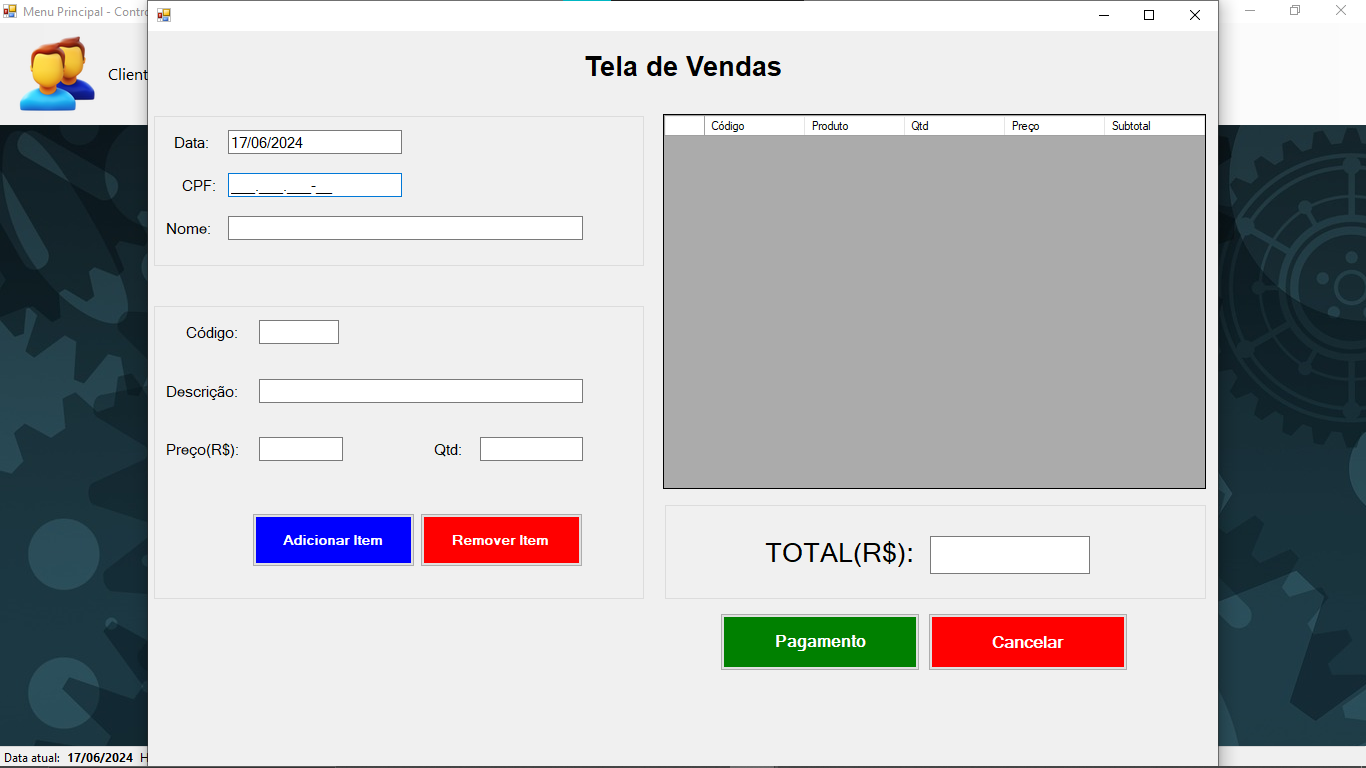 Menu Principal - Contro
Client
Tela de Vendas
Data: 17/06/2024
CPF: ___.___.___-__
Nome:
Código:
Descrição:
Preço(R$): Qtd:
Adicionar Item Remover Item
Código Produto Qtd Preço Subtotal
TOTAL(R$):
Pagamento Cancelar
Data atual: 17/06/2024 H